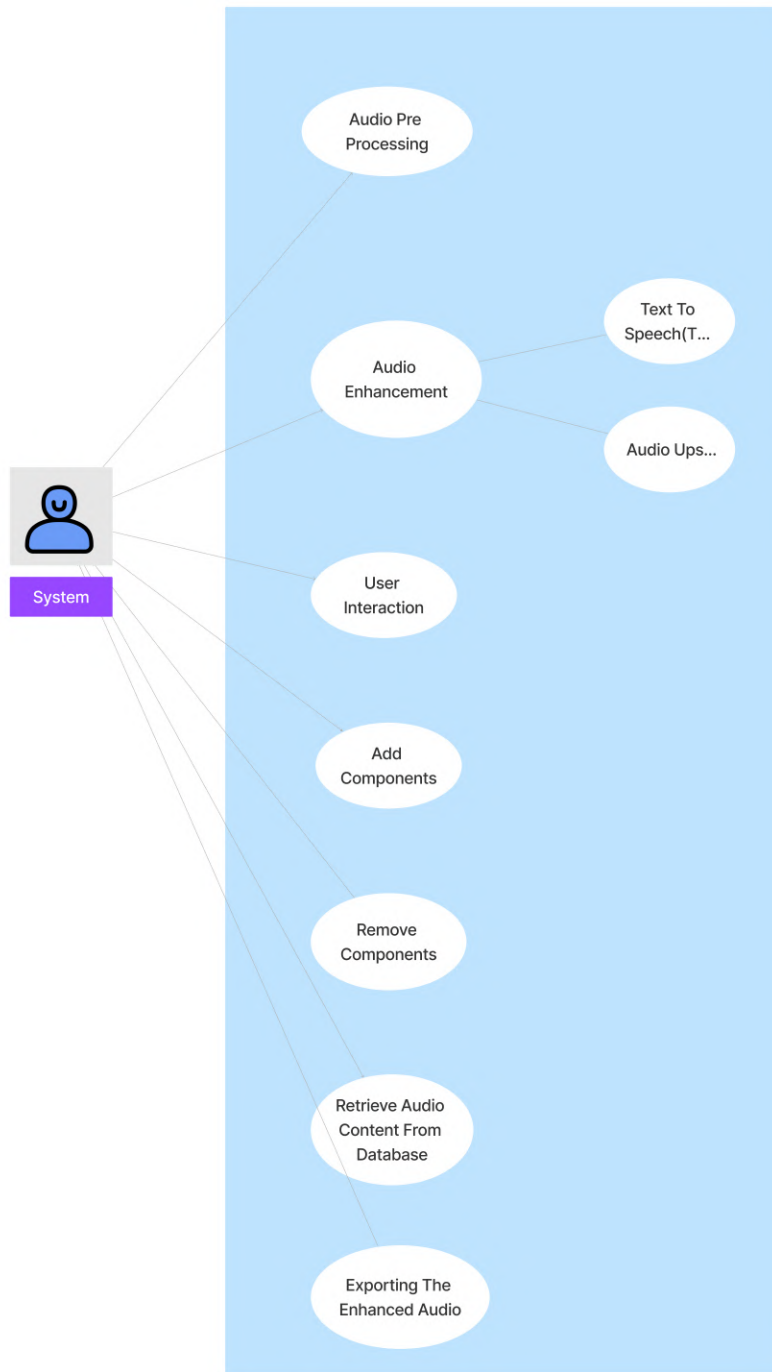 Audio Pre
Processing
Text To
Speech(T...
Audio
Enhancement
Audio Ups...
System
User
Interaction
Add
Components
Remove
Components
Retrieve Audio
Content From
Database
Exporting The
Enhanced Audio